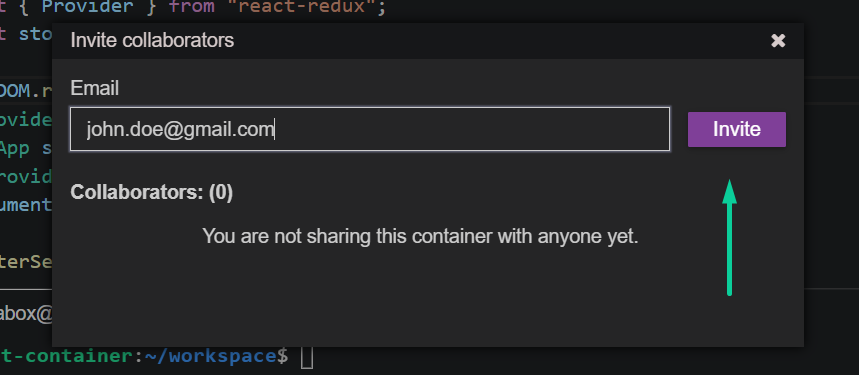 t { Provider } from "react-redux";
t sto
Invite collaborators
Email
DOM.r
john.doe@gmail.com
Invite
ovide
App s
rovid
Collaborators: (0)
ument
You are not sharing this container with anyone yet.
terSe
abox@
t-container:~/workspace$